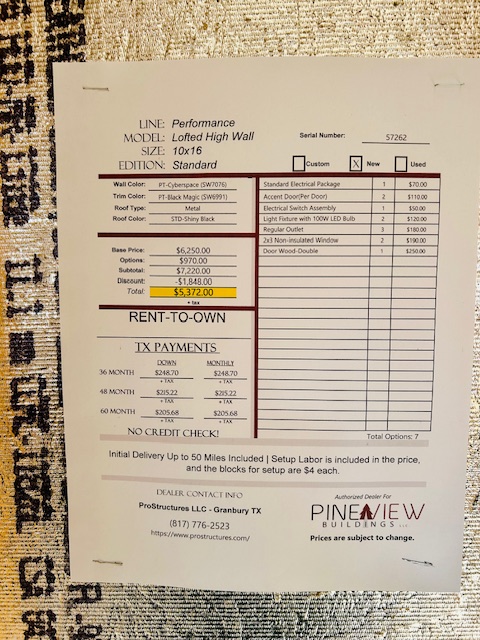 LINE: Performance
MODEL: Lofted High Wall
SIZE: 10x16
EDITION: Standard
Serial Number: 57262
Custom X New Used
Wall Color: PT-Cyberspace (SW7076)
Trim Color: PT-Black Magic (SW6991)
Roof Type: Metal
Roof Color: STD-Shiny Black
Base Price: $6,250.00
Options: $970.00
Subtotal: $7,220.00
Discount: -$1,848.00
Total: $5,372.00
+ tax
RENT-TO-OWN
TX PAYMENTS
DOWN MONTHLY
36 MONTH $248.70 $248.70
+ TAX + TAX
48 MONTH $215.22 $215.22
+ TAX + TAX
60 MONTH $205.68 $205.68
+ TAX + TAX
NO CREDIT CHECK!
Standard Electrical Package 1 $70.00
Accent Door(Per Door) 2 $110.00
Electrical Switch Assembly 1 $50.00
Light Fixture with 100W LED Bulb 2 $120.00
Regular Outlet 3 $180.00
2x3 Non-insulated Window 2 $190.00
Door Wood-Double 1 $250.00
Total Options: 7
Initial Delivery Up to 50 Miles Included | Setup Labor is included in the price,
and the blocks for setup are $4 each.
DEALER CONTACT INFO
ProStructures LLC - Granbury TX
(817) 776-2523
https://www.prostructures.com/
Authorized Dealer For
PINEVIEW
BUILDINGS LLC
Prices are subject to change.